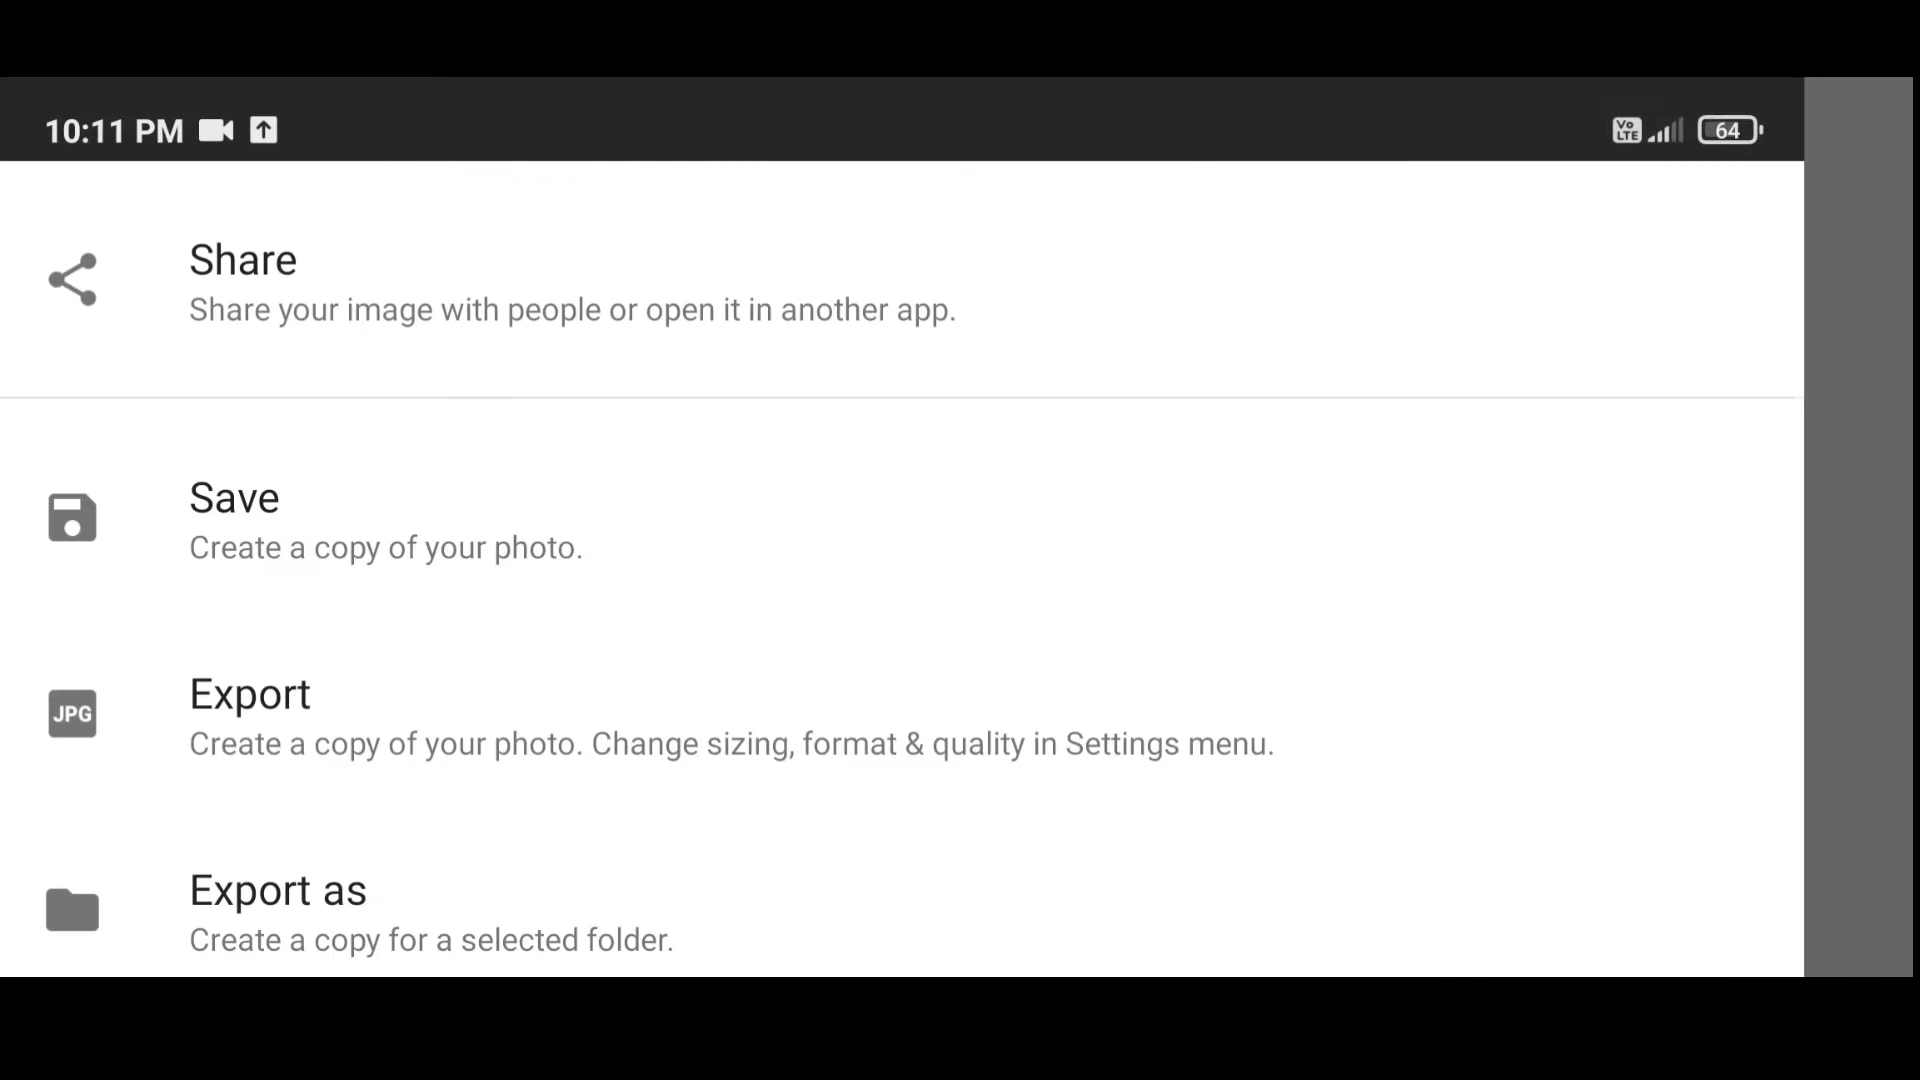 10:11 PM
Vo LTE
64
Share
Share your image with people or open it in another app.
Save
Create a copy of your photo.
JPG
Export
Create a copy of your photo. Change sizing, format & quality in Settings menu.
Export as
Create a copy for a selected folder.